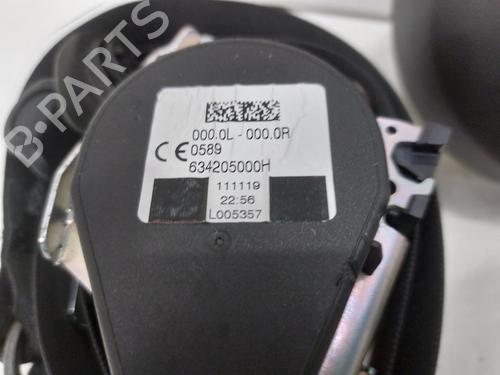 000.0L - 000.0R
CE 0589
634205000H
111119
22:56
L005357
B-PARTS